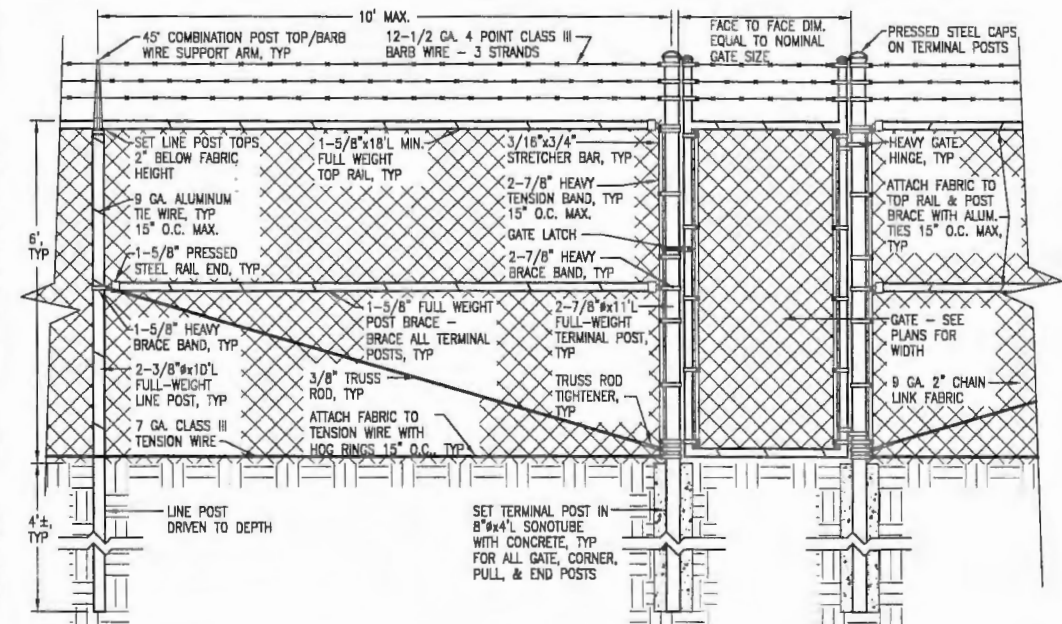 10' MAX.
45° COMBINATION POST TOP/BARB
WIRE SUPPORT ARM, TYP
12-1/2 GA. 4 POINT CLASS III
BARB WIRE - 3 STRANDS
FACE TO FACE DIM.
EQUAL TO NOMINAL
GATE SIZE
PRESSED STEEL CAPS
ON TERMINAL POSTS
SET LINE POST TOPS
2" BELOW FABRIC
HEIGHT
1-5/8"x18'L MIN.
FULL WEIGHT
TOP RAIL, TYP
3/16"x3/4"
STRETCHER BAR, TYP
HEAVY GATE
HINGE, TYP
9 GA. ALUMINUM
TIE WIRE, TYP
15" O.C. MAX.
2-7/8" HEAVY
TENSION BAND, TYP
15" O.C. MAX.
ATTACH FABRIC TO
TOP RAIL & POST
BRACE WITH ALUM.
TIES 15" O.C. MAX,
TYP
6',
TYP
GATE LATCH
1-5/8" PRESSED
STEEL RAIL END, TYP
2-7/8" HEAVY
BRACE BAND, TYP
1-5/8" HEAVY
BRACE BAND, TYP
1-5/8" FULL WEIGHT
POST BRACE -
BRACE ALL TERMINAL
POSTS, TYP
2-7/8"øx11'L
FULL-WEIGHT
TERMINAL POST,
TYP
GATE - SEE
PLANS FOR
WIDTH
2-3/8"øx10'L
FULL-WEIGHT
LINE POST, TYP
3/8" TRUSS
ROD, TYP
TRUSS ROD
TIGHTENER,
TYP
9 GA. 2" CHAIN
LINK FABRIC
7 GA. CLASS III
TENSION WIRE
ATTACH FABRIC TO
TENSION WIRE WITH
HOG RINGS 15" O.C., TYP
4'±,
TYP
LINE POST
DRIVEN TO DEPTH
SET TERMINAL POST IN
8"øx4'L SONOTUBE
WITH CONCRETE, TYP
FOR ALL GATE, CORNER,
PULL, & END POSTS